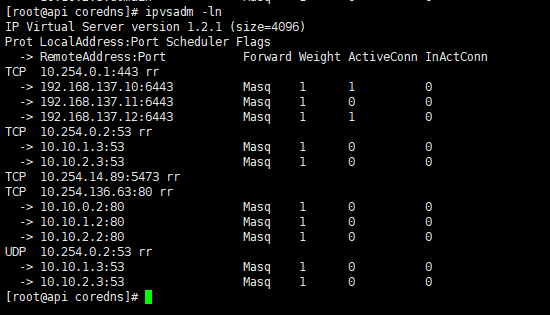 [root@api coredns]# ipvsadm -ln
IP Virtual Server version 1.2.1 (size=4096)
Prot LocalAddress:Port Scheduler Flags
  -> RemoteAddress:Port           Forward Weight ActiveConn InActConn
TCP  10.254.0.1:443 rr
  -> 192.168.137.10:6443          Masq    1      1          0
  -> 192.168.137.11:6443          Masq    1      0          0
  -> 192.168.137.12:6443          Masq    1      1          0
TCP  10.254.0.2:53 rr
  -> 10.10.1.3:53                 Masq    1      0          0
  -> 10.10.2.3:53                 Masq    1      0          0
TCP  10.254.14.89:5473 rr
TCP  10.254.136.63:80 rr
  -> 10.10.0.2:80                 Masq    1      0          0
  -> 10.10.1.2:80                 Masq    1      0          0
  -> 10.10.2.2:80                 Masq    1      0          0
UDP  10.254.0.2:53 rr
  -> 10.10.1.3:53                 Masq    1      0          0
  -> 10.10.2.3:53                 Masq    1      0          0
[root@api coredns]#